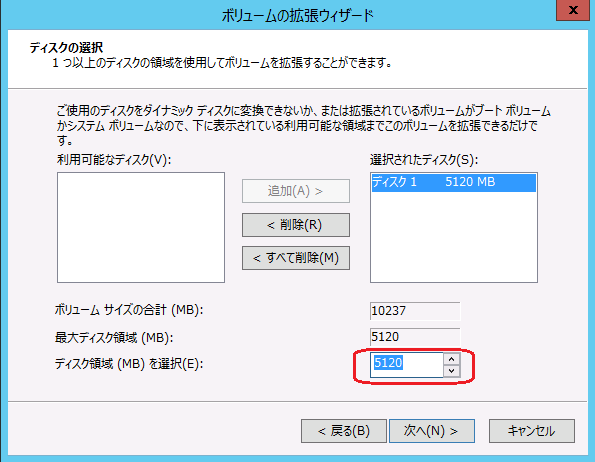 ボリュームの拡張ウィザード
x
ディスクの選択
1 つ以上のディスクの領域を使用してボリュームを拡張することができます。
ご使用のディスクをダイナミック ディスクに変換できないか、または拡張されているボリュームがブート ボリューム
かシステム ボリュームなので、下に表示されている利用可能な領域までこのボリュームを拡張できるだけで
す。
利用可能なディスク(V):
選択されたディスク(S):
ディスク 1 5120 MB
追加(A) >
< 削除(R)
< すべて削除(M)
ボリューム サイズの合計 (MB): 10237
最大ディスク領域 (MB): 5120
ディスク領域 (MB) を選択(E): 5120
< 戻る(B) 次へ(N) > キャンセル